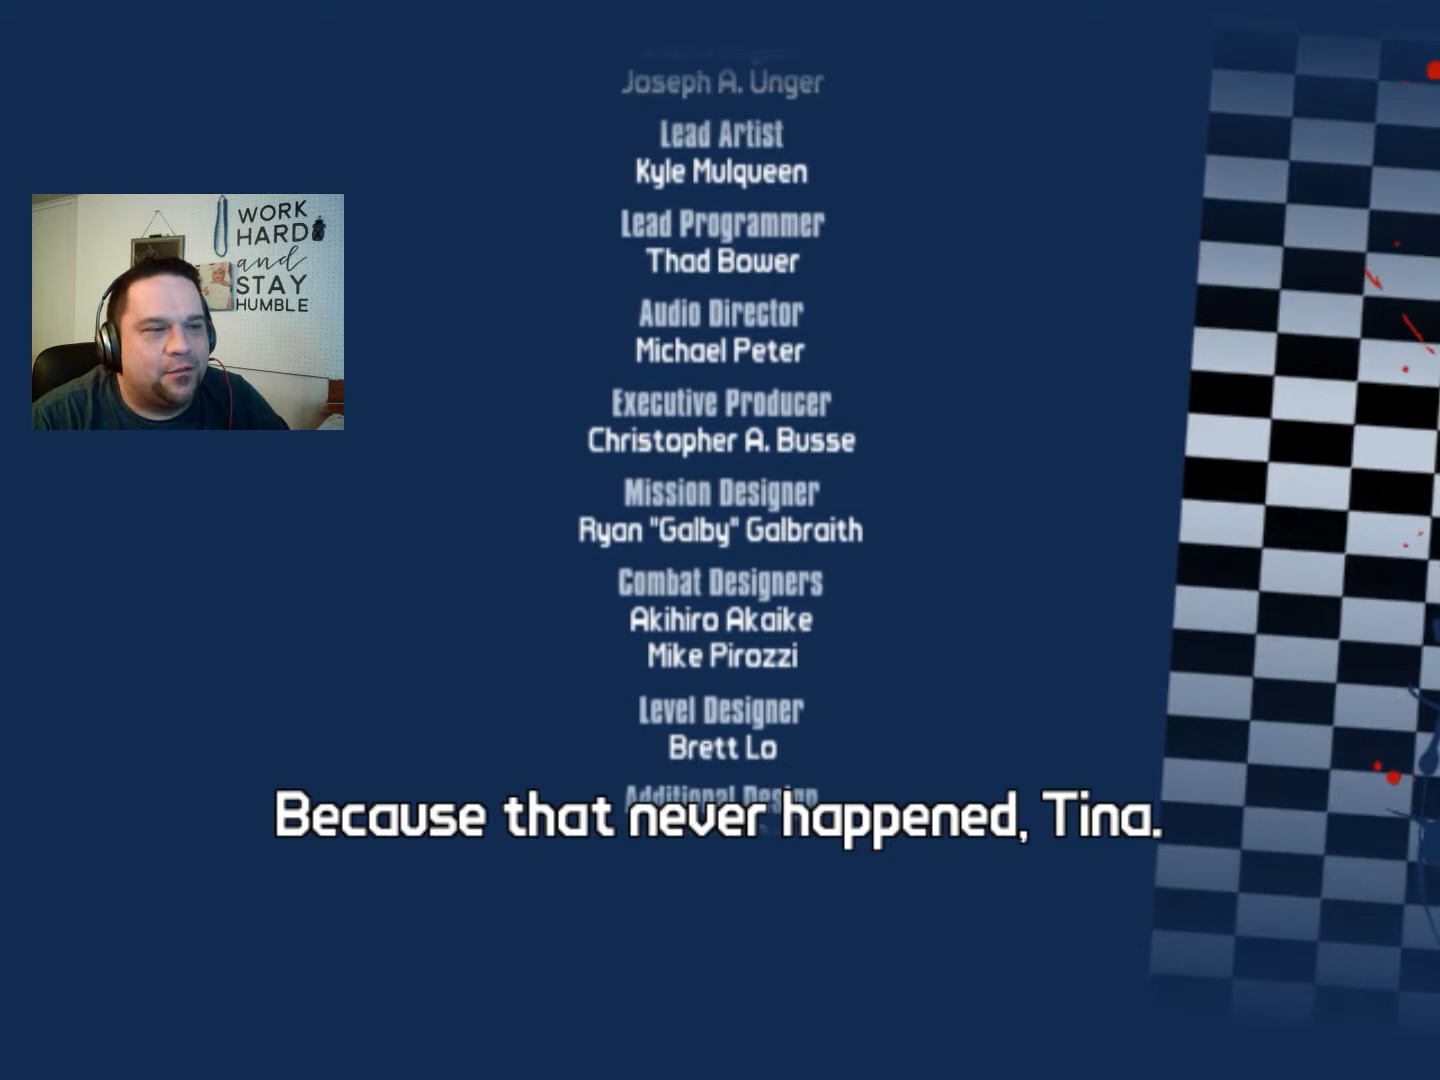 Joseph A. Unger
Lead Artist
Kyle Mulqueen
Lead Programmer
Thad Bower
Audio Director
Michael Peter
Executive Producer
Christopher A. Busse
Mission Designer
Ryan "Galby" Galbraith
Combat Designers
Akihiro Akaike
Mike Pirozzi
Level Designer
Brett Lo
Additional Design
Because that never happened, Tina.
WORK
HARD
and
STAY
HUMBLE